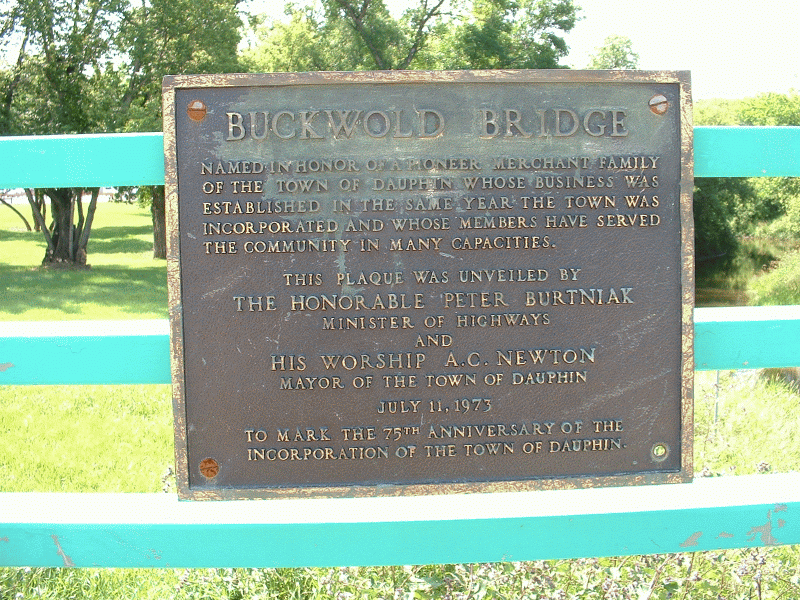 BUCKWOLD BRIDGE
NAMED IN HONOR OF A PIONEER MERCHANT FAMILY
OF THE TOWN OF DAUPHIN WHOSE BUSINESS WAS
ESTABLISHED IN THE SAME YEAR THE TOWN WAS
INCORPORATED AND WHOSE MEMBERS HAVE SERVED
THE COMMUNITY IN MANY CAPACITIES.
THIS PLAQUE WAS UNVEILED BY
THE HONORABLE PETER BURTNIAK
MINISTER OF HIGHWAYS
AND
HIS WORSHIP A.C. NEWTON
MAYOR OF THE TOWN OF DAUPHIN
JULY 11, 1973
TO MARK THE 75TH ANNIVERSARY OF THE
INCORPORATION OF THE TOWN OF DAUPHIN.